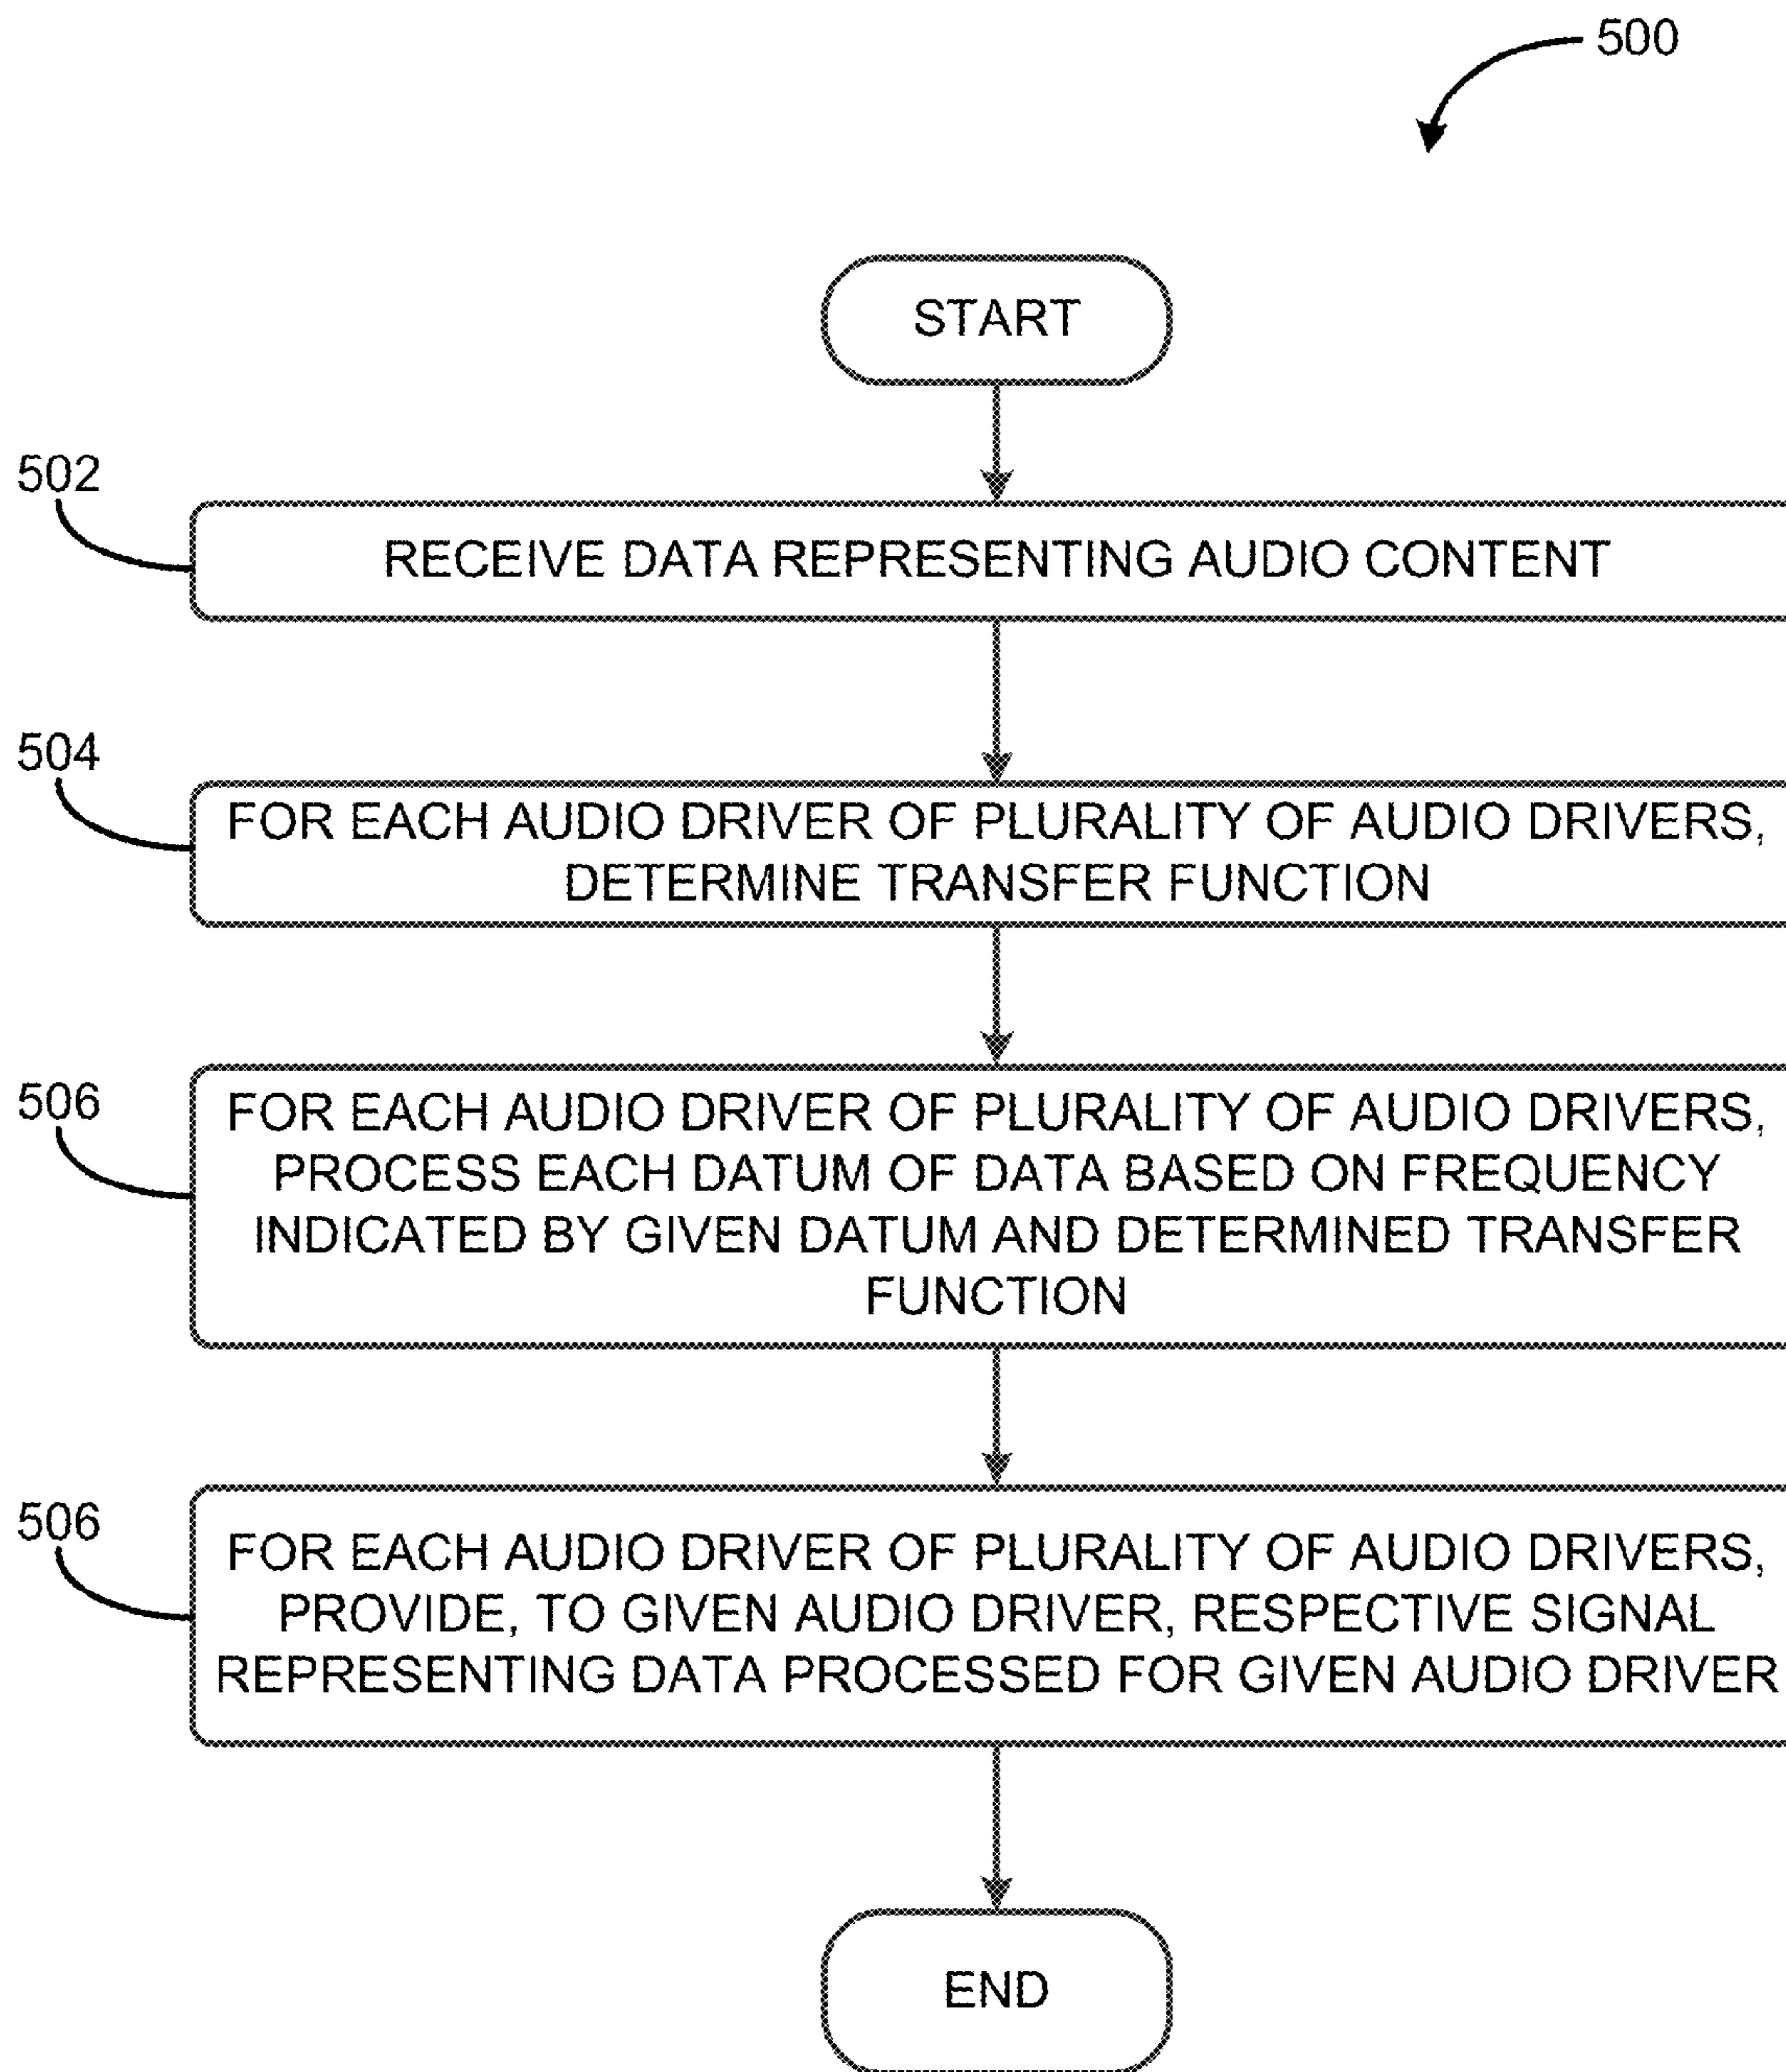 500
START
502
RECEIVE DATA REPRESENTING AUDIO CONTENT
504
FOR EACH AUDIO DRIVER OF PLURALITY OF AUDIO DRIVERS,
DETERMINE TRANSFER FUNCTION
506
FOR EACH AUDIO DRIVER OF PLURALITY OF AUDIO DRIVERS,
PROCESS EACH DATUM OF DATA BASED ON FREQUENCY
INDICATED BY GIVEN DATUM AND DETERMINED TRANSFER
FUNCTION
506
FOR EACH AUDIO DRIVER OF PLURALITY OF AUDIO DRIVERS,
PROVIDE, TO GIVEN AUDIO DRIVER, RESPECTIVE SIGNAL
REPRESENTING DATA PROCESSED FOR GIVEN AUDIO DRIVER
END